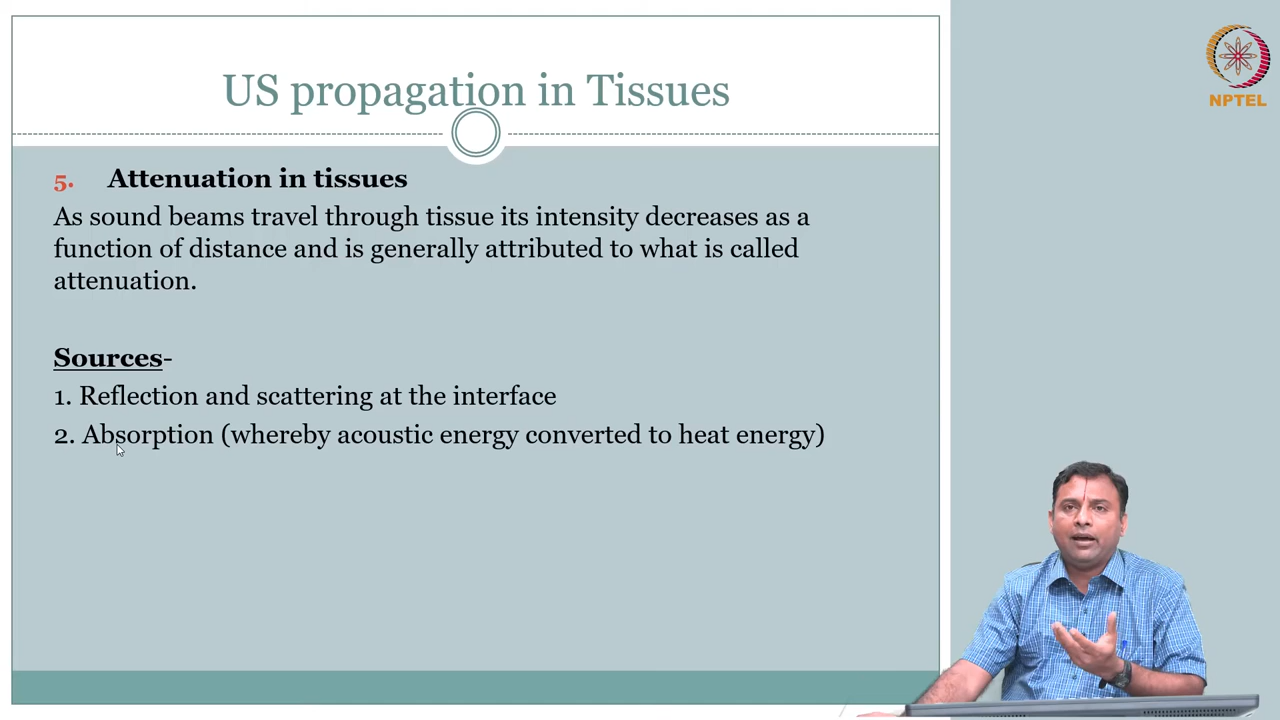 US propagation in Tissues
NPTEL
5. Attenuation in tissues
As sound beams travel through tissue its intensity decreases as a
function of distance and is generally attributed to what is called
attenuation.
Sources-
1. Reflection and scattering at the interface
2. Absorption (whereby acoustic energy converted to heat energy)